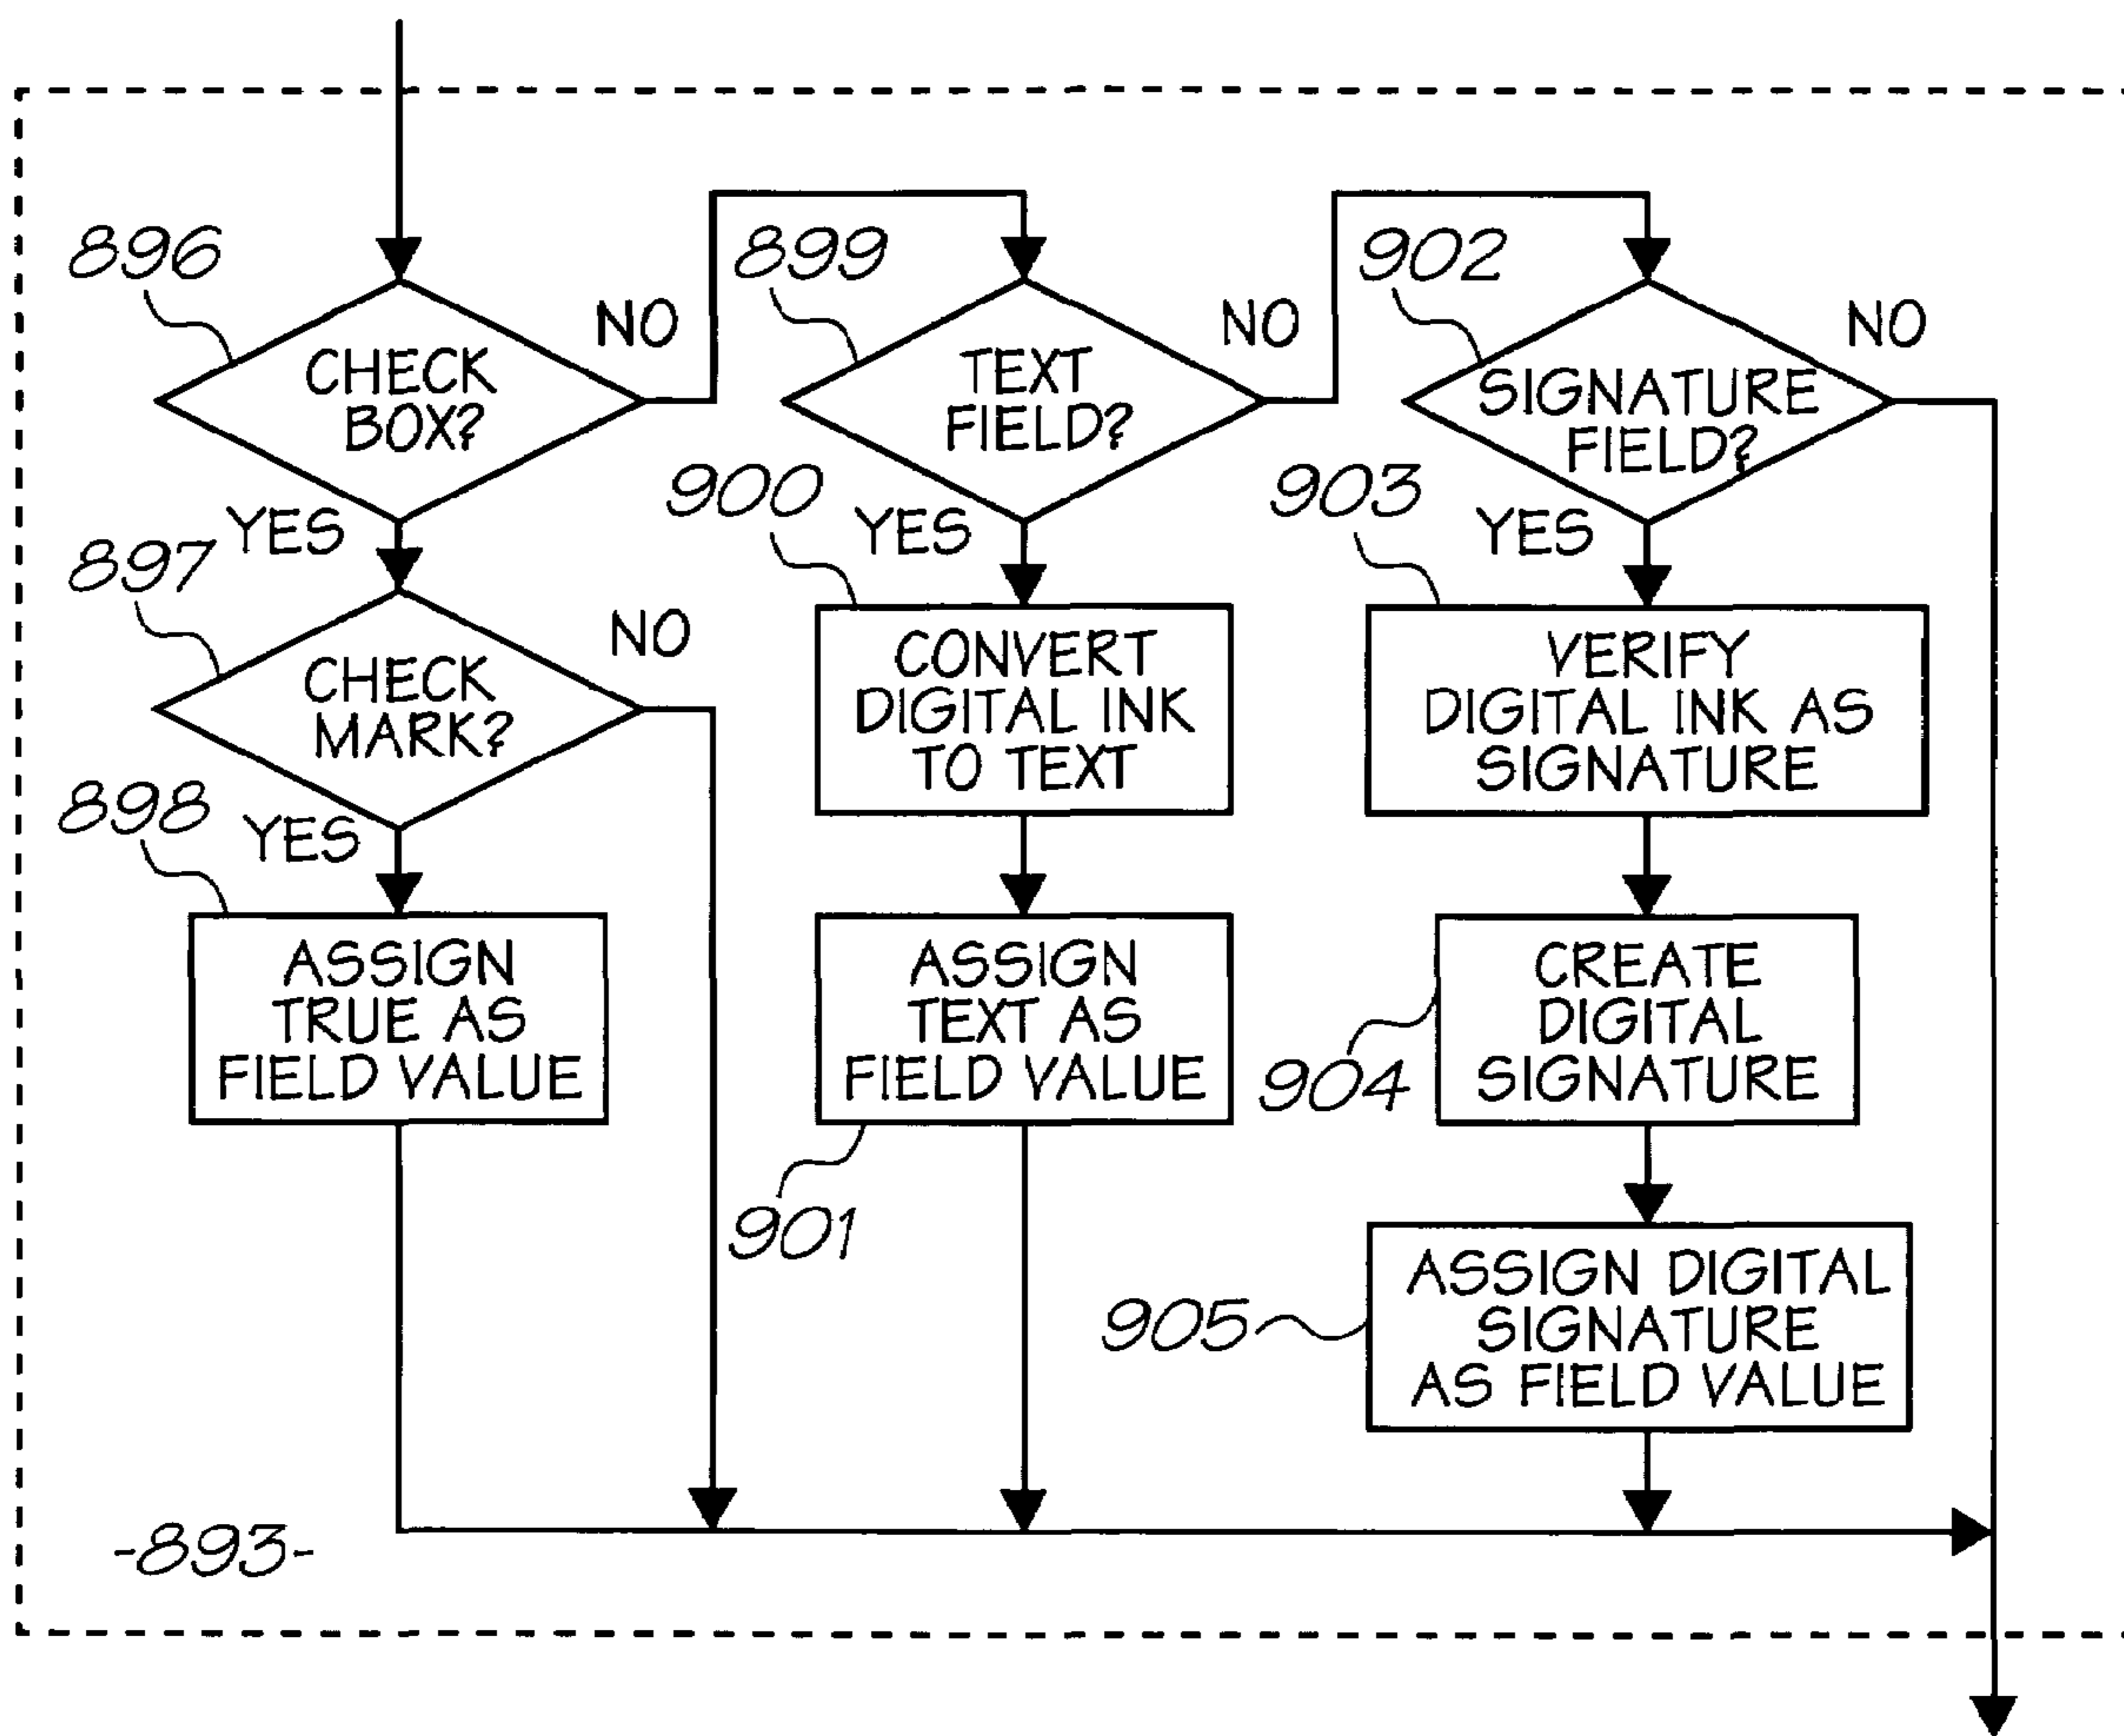 896
CHECK
BOX?
NO
YES
897
CHECK
MARK?
NO
YES
898
ASSIGN
TRUE AS
FIELD VALUE
899
TEXT
FIELD?
NO
YES
900
CONVERT
DIGITAL INK
TO TEXT
ASSIGN
TEXT AS
FIELD VALUE
901
902
SIGNATURE
FIELD?
NO
YES
903
VERIFY
DIGITAL INK AS
SIGNATURE
CREATE
DIGITAL
SIGNATURE
904
ASSIGN DIGITAL
SIGNATURE
AS FIELD VALUE
905
-893-